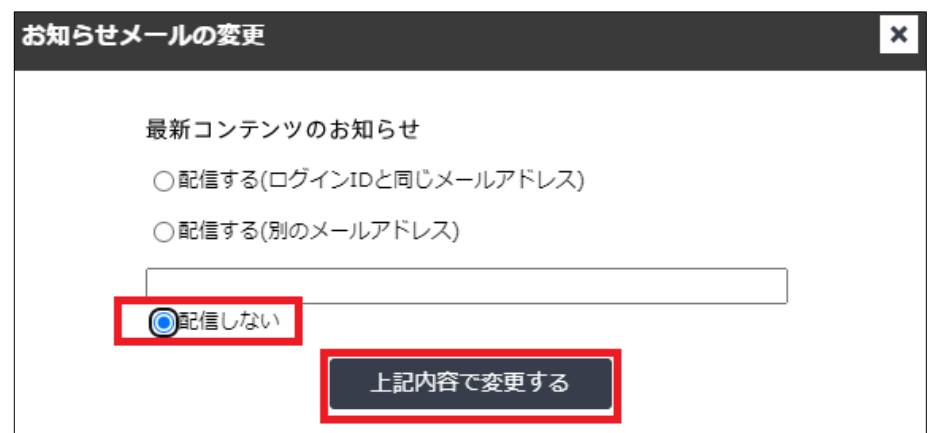 お知らせメールの変更
最新コンテンツのお知らせ
配信する(ログインIDと同じメールアドレス)
配信する(別のメールアドレス)
配信しない
上記内容で変更する